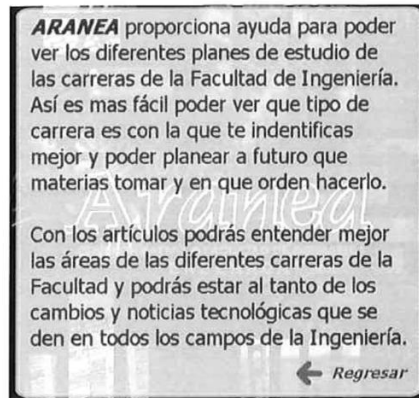 ARANEA proporciona ayuda para poder
ver los diferentes planes de estudio de
las carreras de la Facultad de Ingeniería.
Así es mas fácil poder ver que tipo de
carrera es con la que te indentificas
mejor y poder planear a futuro que
materias tomar y en que orden hacerlo.
Aranea
Con los artículos podrás entender mejor
las áreas de las diferentes carreras de la
Facultad y podrás estar al tanto de los
cambios y noticias tecnológicas que se
den en todos los campos de la Ingeniería.
Regresar